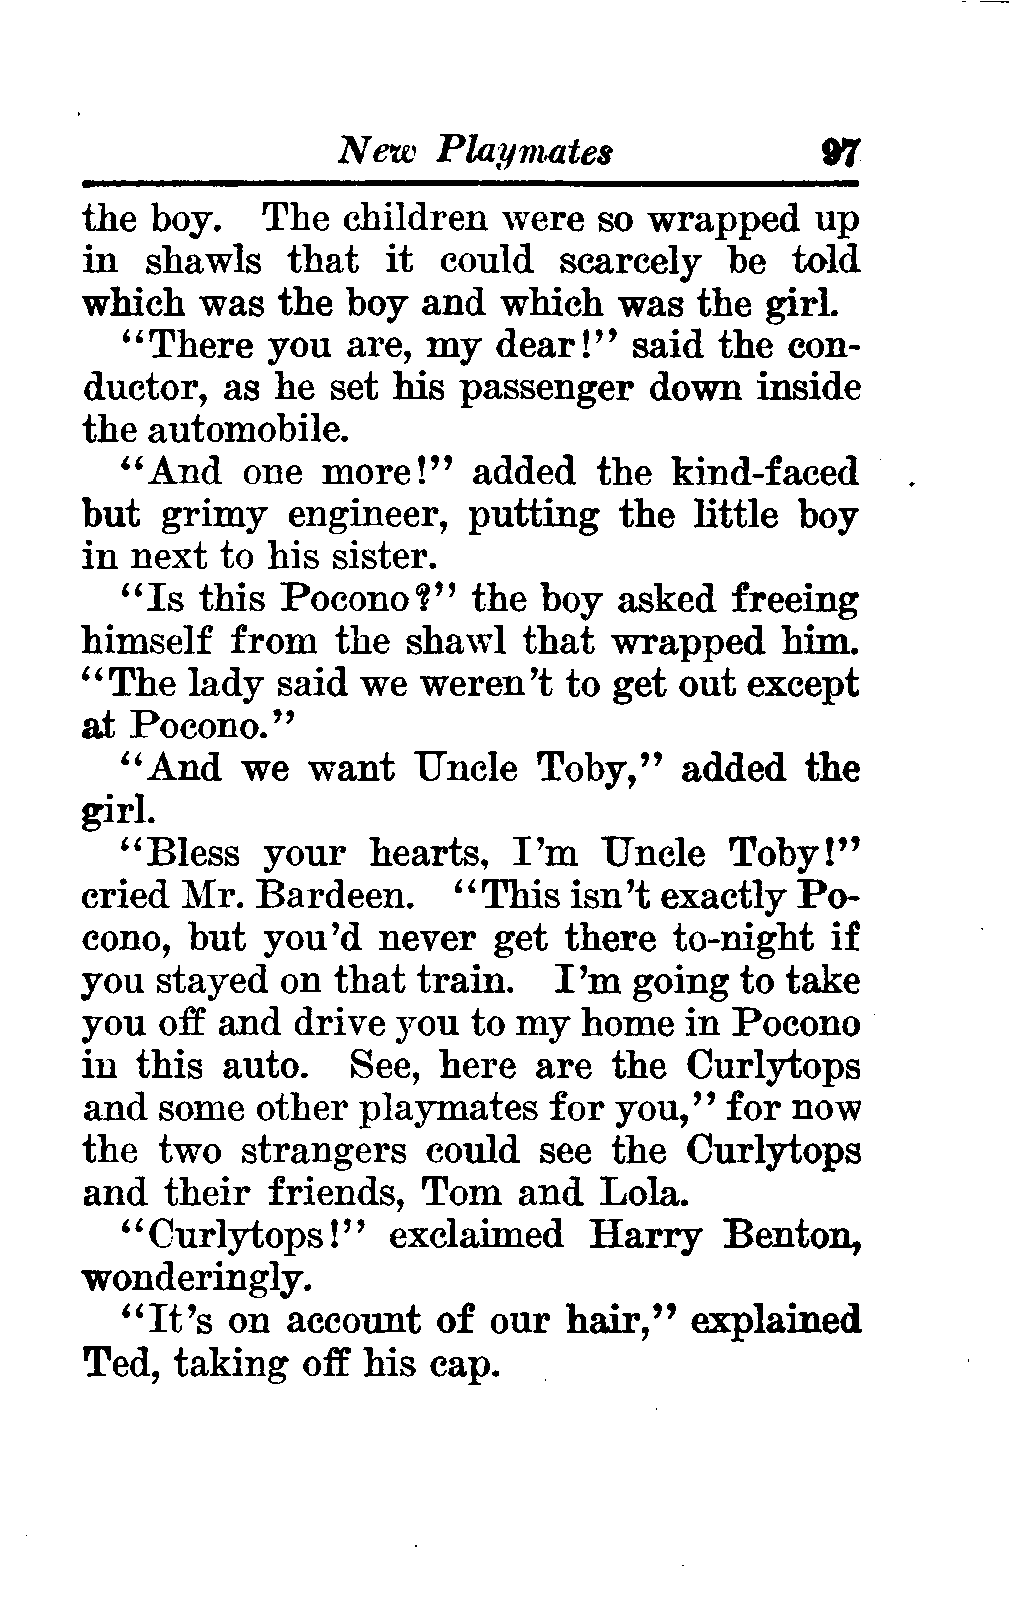 New Playmates 97
the boy. The children were so wrapped up
in shawls that it could scarcely be told
which was the boy and which was the girl.
“There you are, my dear!” said the con-
ductor, as he set his passenger down inside
the automobile.
“And one more!” added the kind-faced
but grimy engineer, putting the little boy
in next to his sister.
“Is this Pocono?” the boy asked freeing
himself from the shawl that wrapped him.
“The lady said we weren’t to get out except
at Pocono.”
“And we want Uncle Toby,” added the
girl.
“Bless your hearts, I’m Uncle Toby!”
cried Mr. Bardeen. “This isn’t exactly Po-
cono, but you’d never get there to-night if
you stayed on that train. I’m going to take
you off and drive you to my home in Pocono
in this auto. See, here are the Curlytops
and some other playmates for you,” for now
the two strangers could see the Curlytops
and their friends, Tom and Lola.
“Curlytops!” exclaimed Harry Benton,
wonderingly.
“It’s on account of our hair,” explained
Ted, taking off his cap.